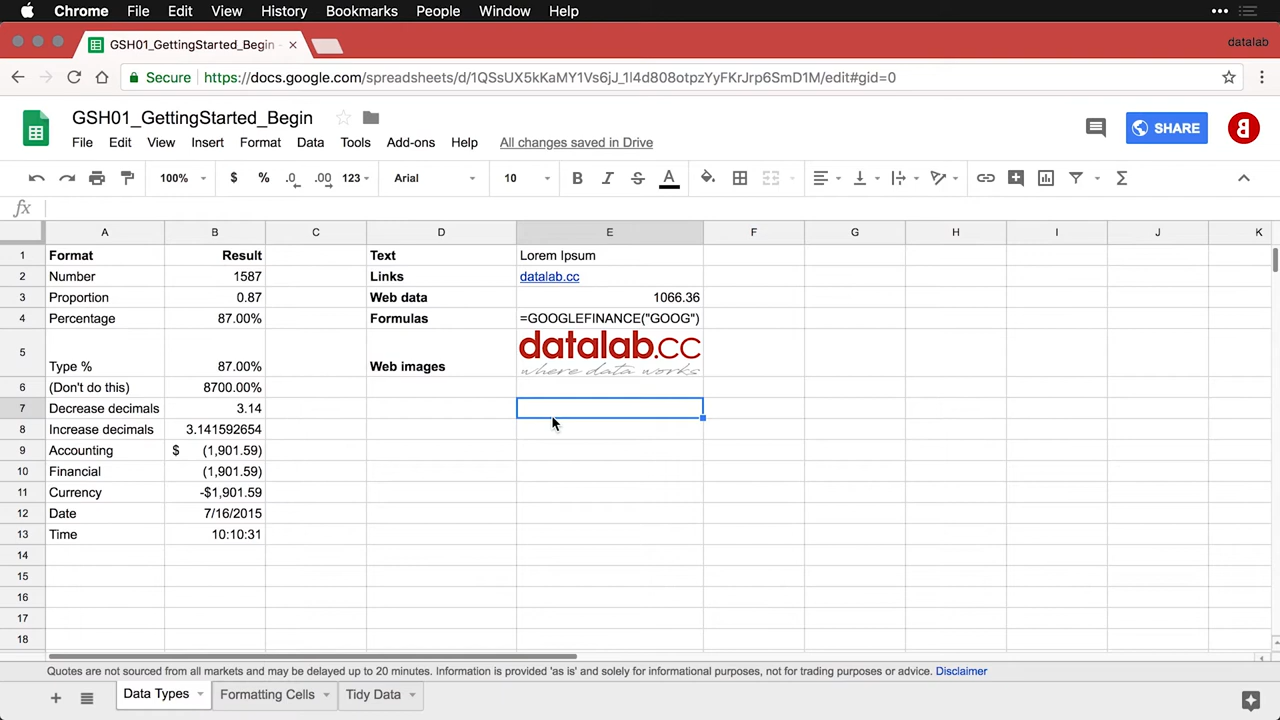 Chrome File Edit View History Bookmarks People Window Help
GSH01_GettingStarted_Begin - datalab
Secure https://docs.google.com/spreadsheets/d/1QSsUX5kKaMY1Vs6jJ_1l4d808otpzYyFKrJrp6SmD1M/edit#gid=0
GSH01_GettingStarted_Begin
SHARE
File Edit View Insert Format Data Tools Add-ons Help All changes saved in Drive
100% $ % .0 .00 123 Arial 10 B I S A Σ
fx
A B C D E F G H I J K
1 Format Result Text Lorem Ipsum
2 Number 1587 Links datalab.cc
3 Proportion 0.87 Web data 1066.36
4 Percentage 87.00% Formulas =GOOGLEFINANCE("GOOG")
datalab.cc
5 Type % 87.00% Web images where data works
6 (Don't do this) 8700.00%
7 Decrease decimals 3.14
8 Increase decimals 3.141592654
9 Accounting $ (1,901.59)
10 Financial (1,901.59)
11 Currency -$1,901.59
12 Date 7/16/2015
13 Time 10:10:31
14
15
16
17
18
Quotes are not sourced from all markets and may be delayed up to 20 minutes. Information is provided 'as is' and solely for informational purposes, not for trading purposes or advice. Disclaimer
Data Types Formatting Cells Tidy Data